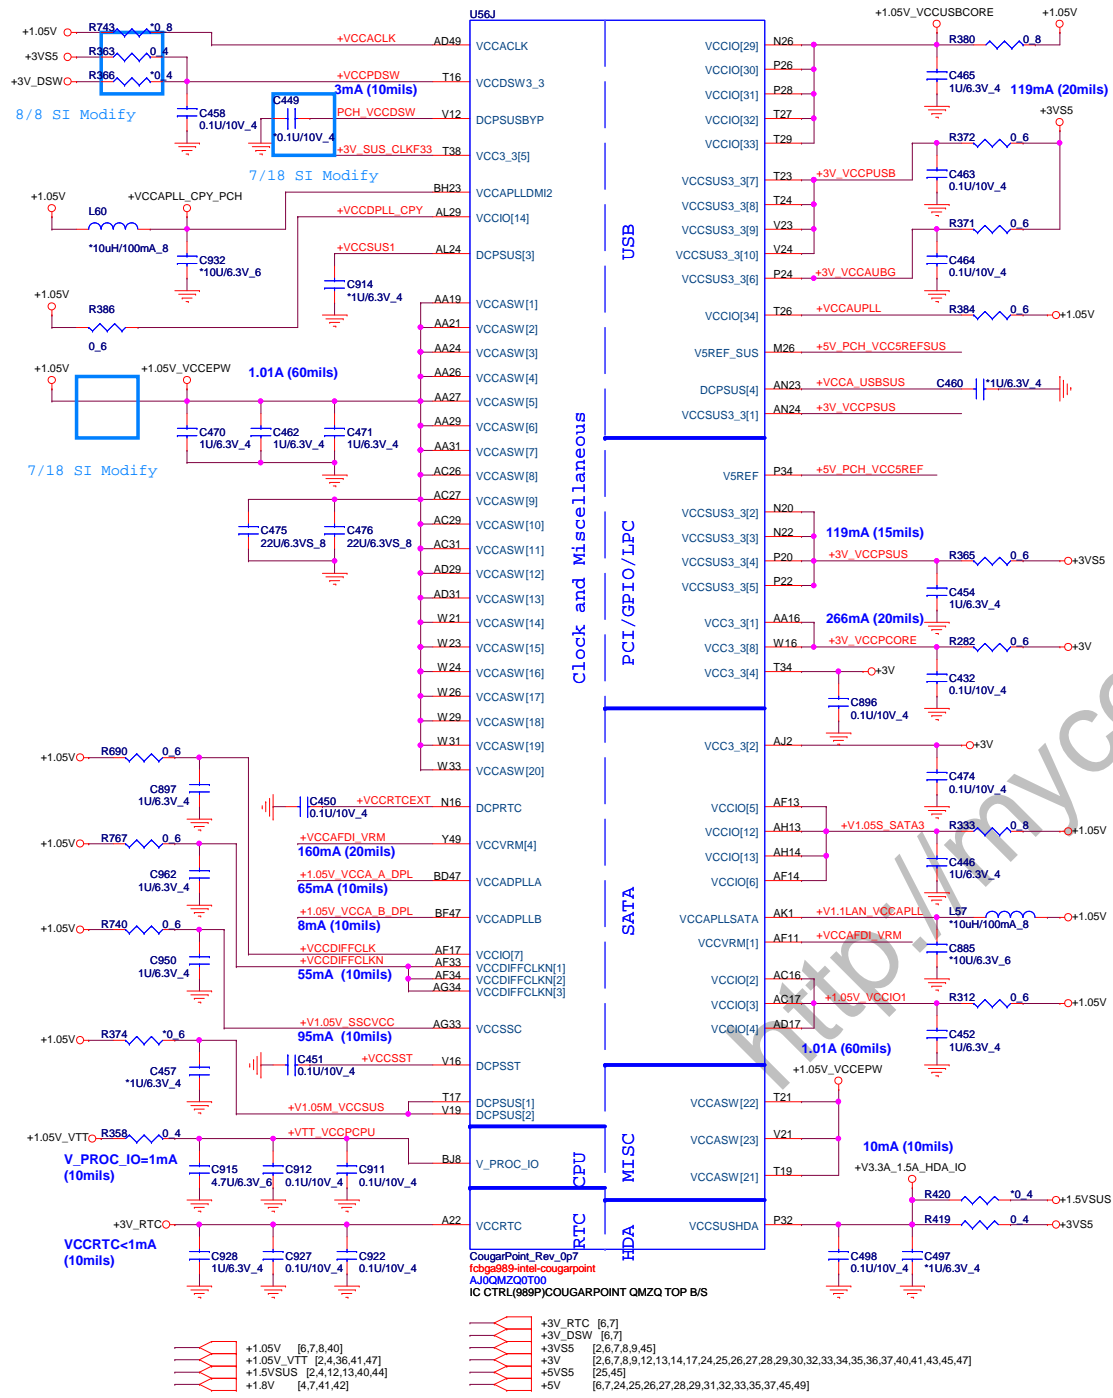 U56J
+1.05V R743 *0_8 +VCCACLK AD49 VCCACLK
+3VS5 R363 0_4
+3V_DSW R366 *0_4 +VCCPDSW T16 VCCDSW3_3
3mA (10mils)
8/8 SI Modify
C458
0.1U/10V_4
C449 PCH_VCCDSW V12 DCPSUSBYP
*0.1U/10V_4
+3V_SUS_CLKF33 T38 VCC3_3[5]
7/18 SI Modify
+1.05V +VCCAPLL_CPY_PCH BH23 VCCAPLLDMI2
L60
*10uH/100mA_8
+VCCDPLL_CPY AL29 VCCIO[14]
C932
*10U/6.3V_6
+VCCSUS1 AL24 DCPSUS[3]
C914
*1U/6.3V_4
+1.05V
R386
0_6
AA19 VCCASW[1]
AA21 VCCASW[2]
AA24 VCCASW[3]
AA26 VCCASW[4]
AA27 VCCASW[5]
AA29 VCCASW[6]
AA31 VCCASW[7]
AC26 VCCASW[8]
AC27 VCCASW[9]
AC29 VCCASW[10]
AC31 VCCASW[11]
AD29 VCCASW[12]
AD31 VCCASW[13]
W21 VCCASW[14]
W23 VCCASW[15]
W24 VCCASW[16]
W26 VCCASW[17]
W29 VCCASW[18]
W31 VCCASW[19]
W33 VCCASW[20]
+1.05V +1.05V_VCCEPW 1.01A (60mils)
C470
1U/6.3V_4
C462
1U/6.3V_4
C471
1U/6.3V_4
7/18 SI Modify
C475
22U/6.3VS_8
C476
22U/6.3VS_8
C450 +VCCRTCEXT N16 DCPRTC
0.1U/10V_4
+1.05V R690 0_6
C897
1U/6.3V_4
+VCCAFDI_VRM Y49 VCCVRM[4]
160mA (20mils)
+1.05V R767 0_6
C962
1U/6.3V_4
+1.05V_VCCA_A_DPL BD47 VCCADPLLA
65mA (10mils)
+1.05V_VCCA_B_DPL BF47 VCCADPLLB
8mA (10mils)
+1.05V R740 0_6
C950
1U/6.3V_4
+VCCDIFFCLK AF17 VCCIO[7]
+VCCDIFFCLKN AF33 VCCDIFFCLKN[1]
55mA (10mils) AF34 VCCDIFFCLKN[2]
AG34 VCCDIFFCLKN[3]
+V1.05V_SSCVCC AG33 VCCSSC
95mA (10mils)
+1.05V R374 *0_6
C457
*1U/6.3V_4
C451 +VCCSST V16 DCPSST
0.1U/10V_4
T17 DCPSUS[1]
+V1.05M_VCCSUS V19 DCPSUS[2]
+1.05V_VTT R358 0_4 +VTT_VCCPCPU BJ8 V_PROC_IO
V_PROC_IO=1mA
(10mils)
C915
4.7U/6.3V_6
C912
0.1U/10V_4
C911
0.1U/10V_4
+3V_RTC A22 VCCRTC
VCCRTC<1mA
(10mils)
C928
1U/6.3V_4
C927
0.1U/10V_4
C922
0.1U/10V_4
Clock and Miscellaneous
CPU
RTC
USB
PCI/GPIO/LPC
SATA
MISC
HDA
+1.05V_VCCUSBCORE +1.05V
VCCIO[29] N26 R380 0_8
VCCIO[30] P26
VCCIO[31] P28
VCCIO[32] T27
VCCIO[33] T29
C465
1U/6.3V_4
119mA (20mils)
+3VS5
R372 0_6
VCCSUS3_3[7] T23 +3V_VCCPUSB
VCCSUS3_3[8] T24
VCCSUS3_3[9] V23
VCCSUS3_3[10] V24
C463
0.1U/10V_4
R371 0_6
VCCSUS3_3[6] P24 +3V_VCCAUBG
C464
0.1U/10V_4
VCCIO[34] T26 +VCCAUPLL R384 0_6 +1.05V
V5REF_SUS M26 +5V_PCH_VCC5REFSUS
DCPSUS[4] AN23 +VCCA_USBSUS C460 *1U/6.3V_4
VCCSUS3_3[1] AN24 +3V_VCCPSUS
V5REF P34 +5V_PCH_VCC5REF
VCCSUS3_3[2] N20
VCCSUS3_3[3] N22 119mA (15mils)
VCCSUS3_3[4] P20 +3V_VCCPSUS R365 0_6 +3VS5
VCCSUS3_3[5] P22
C454
1U/6.3V_4
VCC3_3[1] AA16 266mA (20mils)
VCC3_3[8] W16 +3V_VCCPCORE R282 0_6 +3V
VCC3_3[4] T34 +3V
C432
0.1U/10V_4
C896
0.1U/10V_4
VCC3_3[2] AJ2 +3V
C474
0.1U/10V_4
VCCIO[5] AF13
VCCIO[12] AH13 +V1.05S_SATA3 R333 0_8 +1.05V
VCCIO[13] AH14
VCCIO[6] AF14
C446
1U/6.3V_4
VCCAPLLSATA AK1 +V1.1LAN_VCCAPLL L57 +1.05V
*10uH/100mA_8
VCCVRM[1] AF11 +VCCAFDI_VRM
C885
*10U/6.3V_6
VCCIO[2] AC16
VCCIO[3] AC17 +1.05V_VCCIO1 R312 0_6 +1.05V
VCCIO[4] AD17
C452
1U/6.3V_4
1.01A (60mils)
+1.05V_VCCEPW
VCCASW[22] T21
VCCASW[23] V21
VCCASW[21] T19
10mA (10mils)
+V3.3A_1.5A_HDA_IO
R420 *0_4 +1.5VSUS
VCCSUSHDA P32 R419 0_4 +3VS5
C498
0.1U/10V_4
C497
*1U/6.3V_4
CougarPoint_Rev_0p7
fcbga989-intel-cougarpoint
AJ0QMZQ0T00
IC CTRL(989P)COUGARPOINT QMZQ TOP B/S
+1.05V [6,7,8,40]
+1.05V_VTT [2,4,36,41,47]
+1.5VSUS [2,4,12,13,40,44]
+1.8V [4,7,41,42]
+3V_RTC [6,7]
+3V_DSW [6,7]
+3VS5 [2,6,7,8,9,45]
+3V [2,6,7,8,9,12,13,14,17,24,25,26,27,28,29,30,32,33,34,35,36,37,40,41,43,45,47]
+5VS5 [25,45]
+5V [6,7,24,25,26,27,28,29,31,32,33,35,37,45,49]
http://myc